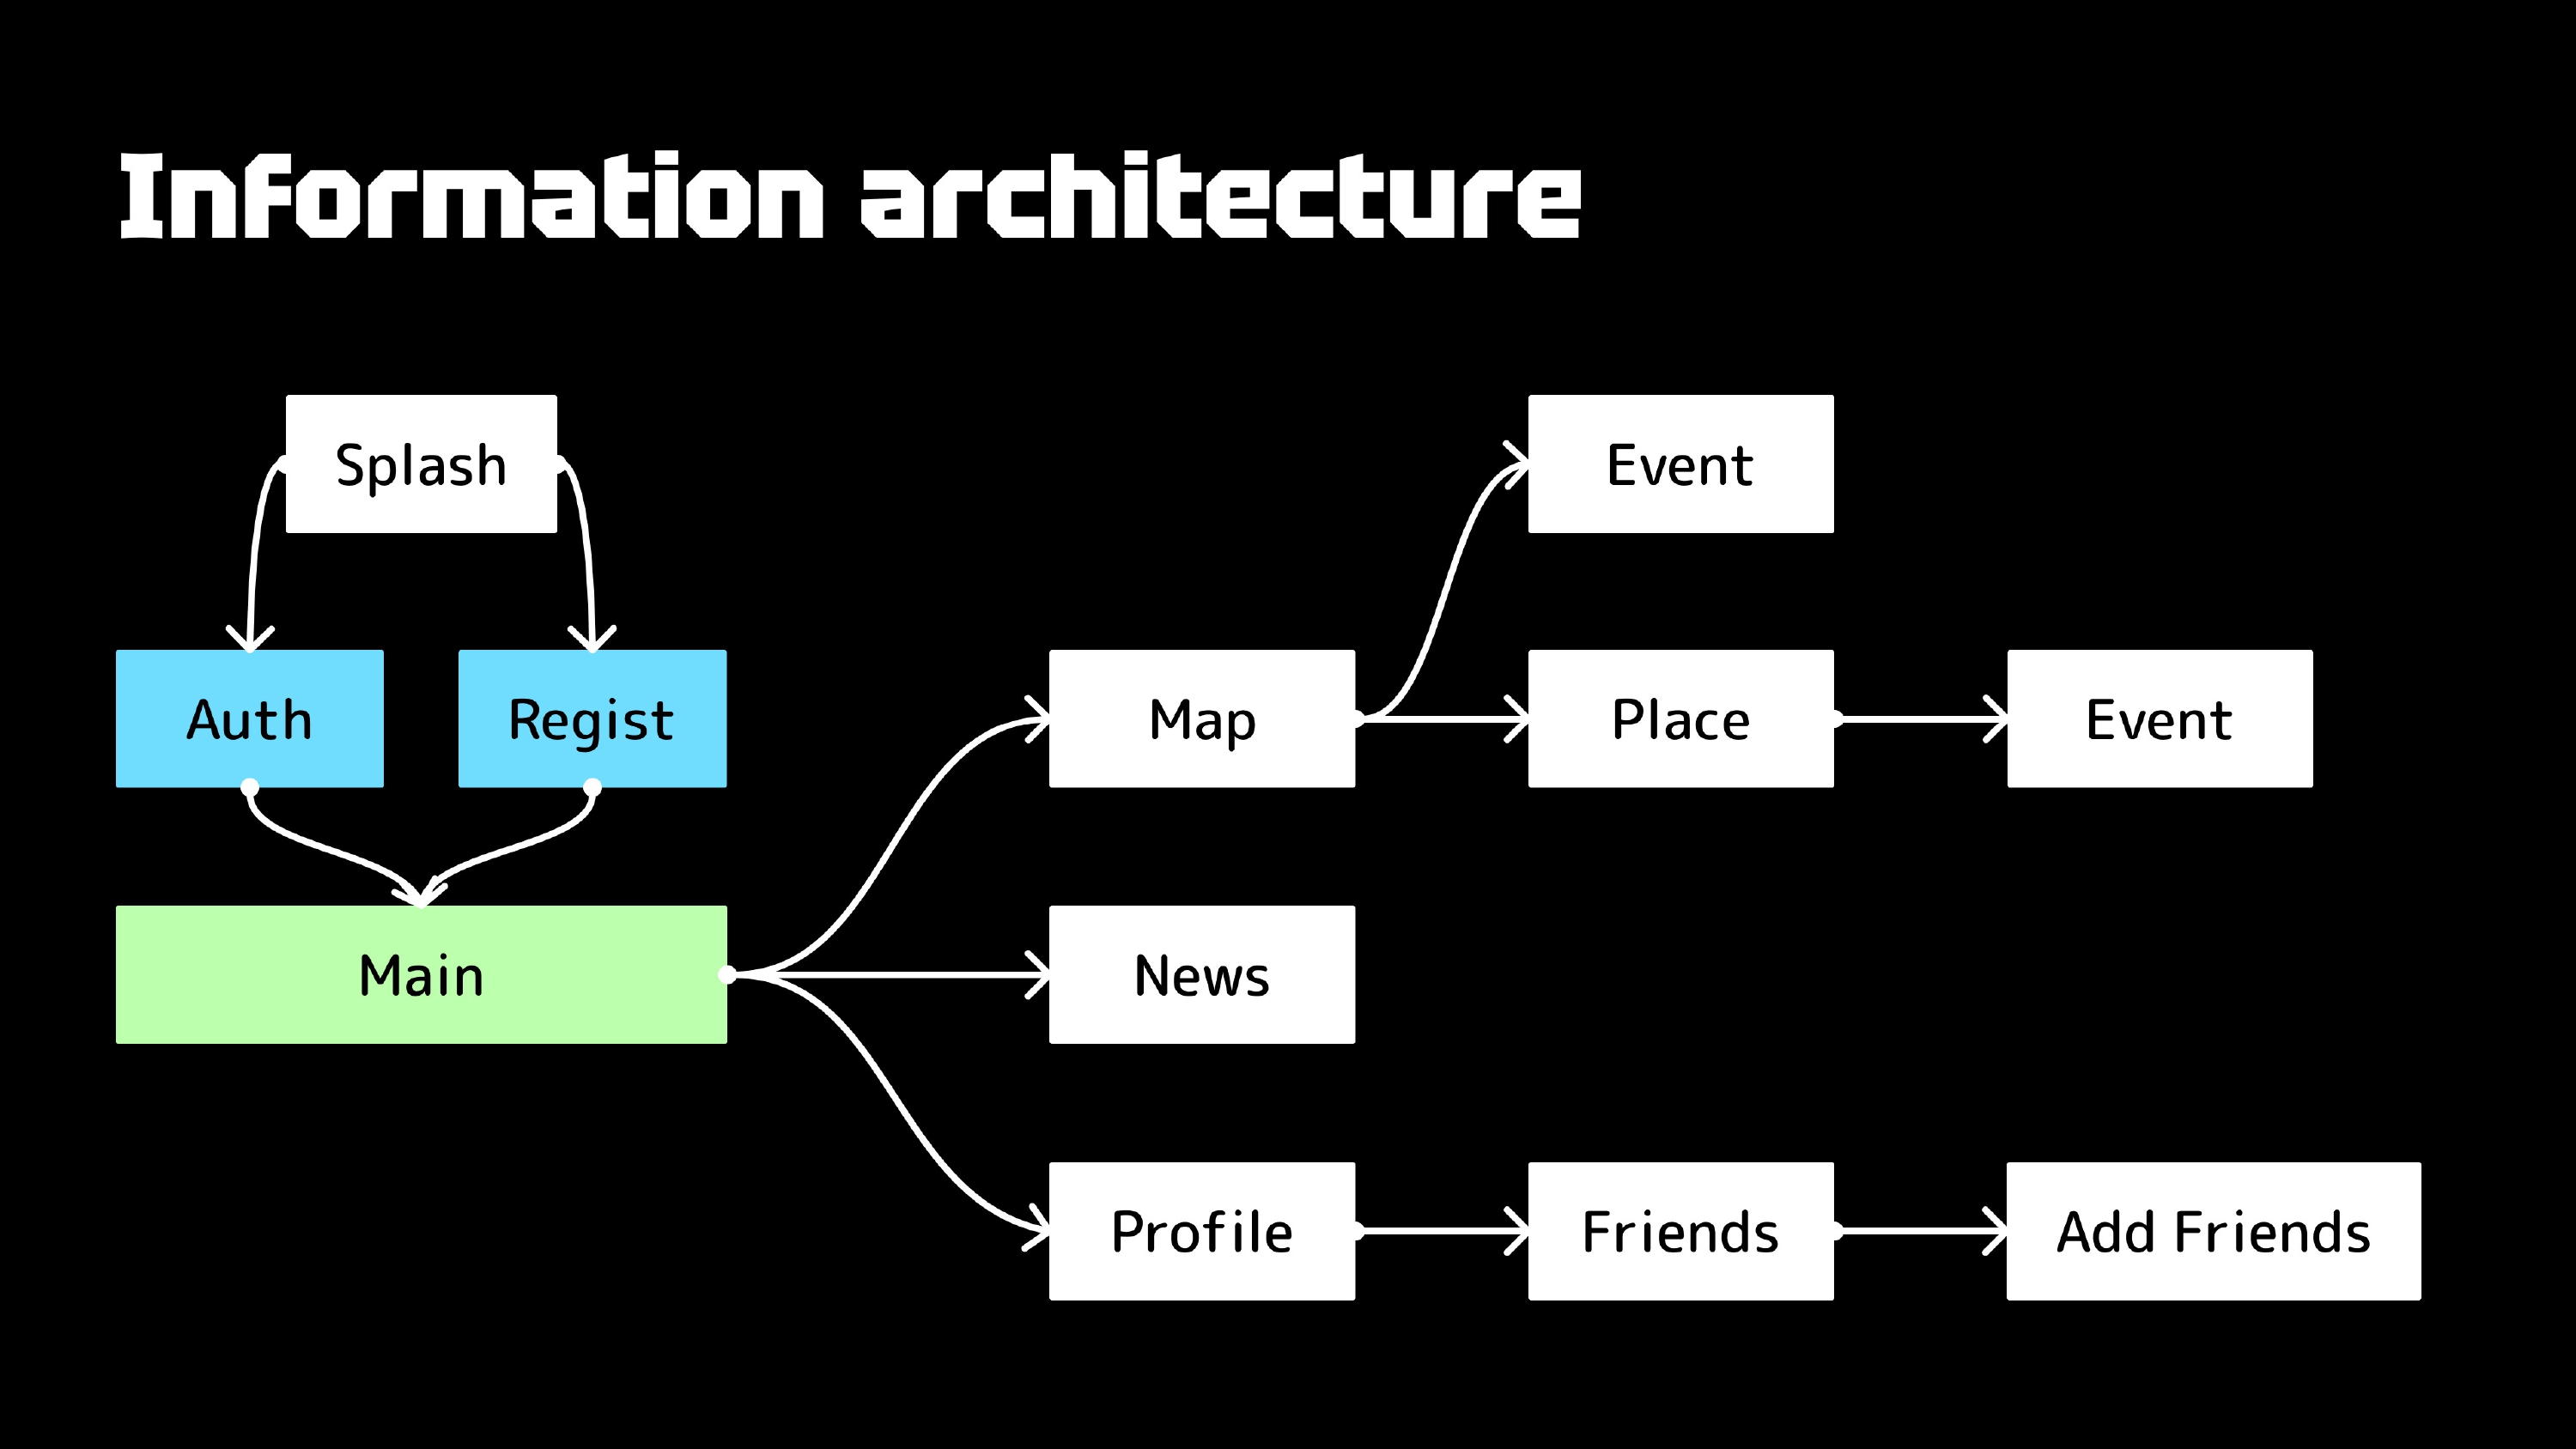 Information architecture
Splash
Event
Auth
Regist
Map
Place
Event
Main
News
Profile
Friends
Add Friends